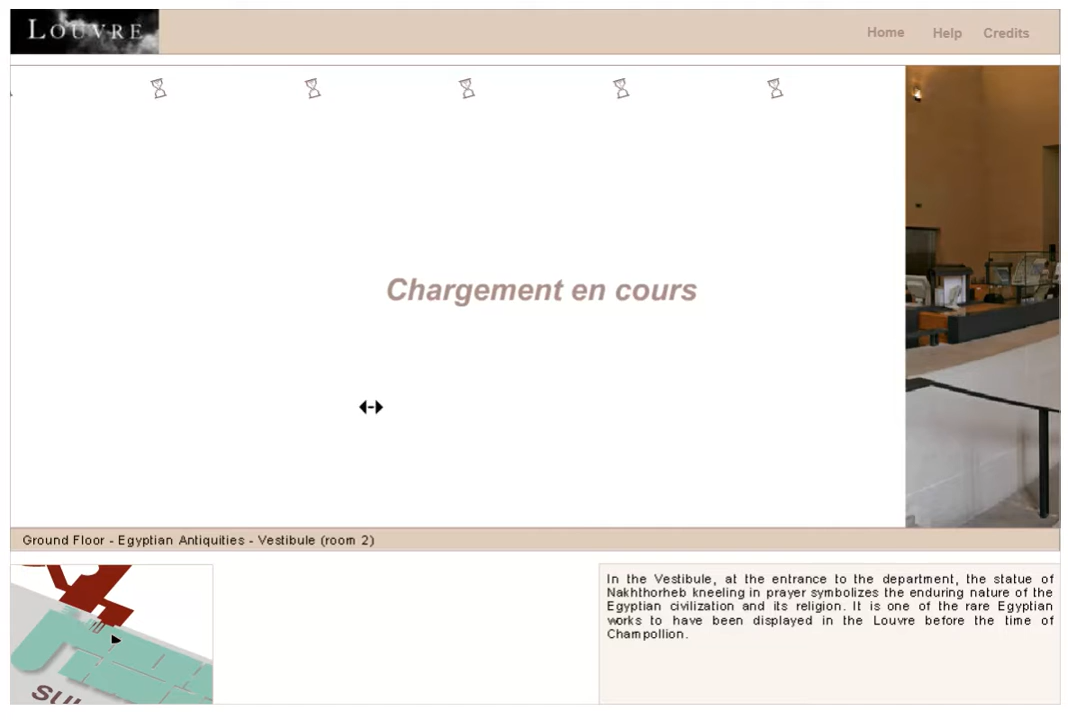 LOUVRE
Home Help Credits
Chargement en cours
Ground Floor - Egyptian Antiquities - Vestibule (room 2)
In the Vestibule, at the entrance to the department, the statue of
Nakhthorheb kneeling in prayer symbolizes the enduring nature of the
Egyptian civilization and its religion. It is one of the rare Egyptian
works to have been displayed in the Louvre before the time of
Champollion.